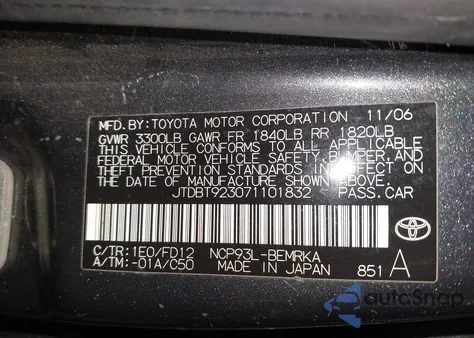 MFD.BY:TOYOTA MOTOR CORPORATION 11/06
GVWR 3300LB GAWR FR 1840LB RR 1820LB
THIS VEHICLE CONFORMS TO ALL APPLICABLE
FEDERAL MOTOR VEHICLE SAFETY,BUMPER,AND
THEFT PREVENTION STANDARDS IN EFFECT ON
THE DATE OF MANUFACTURE SHOWN ABOVE.
JTDBT923071101832 PASS.CAR
C/TR:1E0/FD12 NCP93L-BEMRKA
A/TM:-01A/C50 MADE IN JAPAN 851 A
TOYOTA
autoSnap